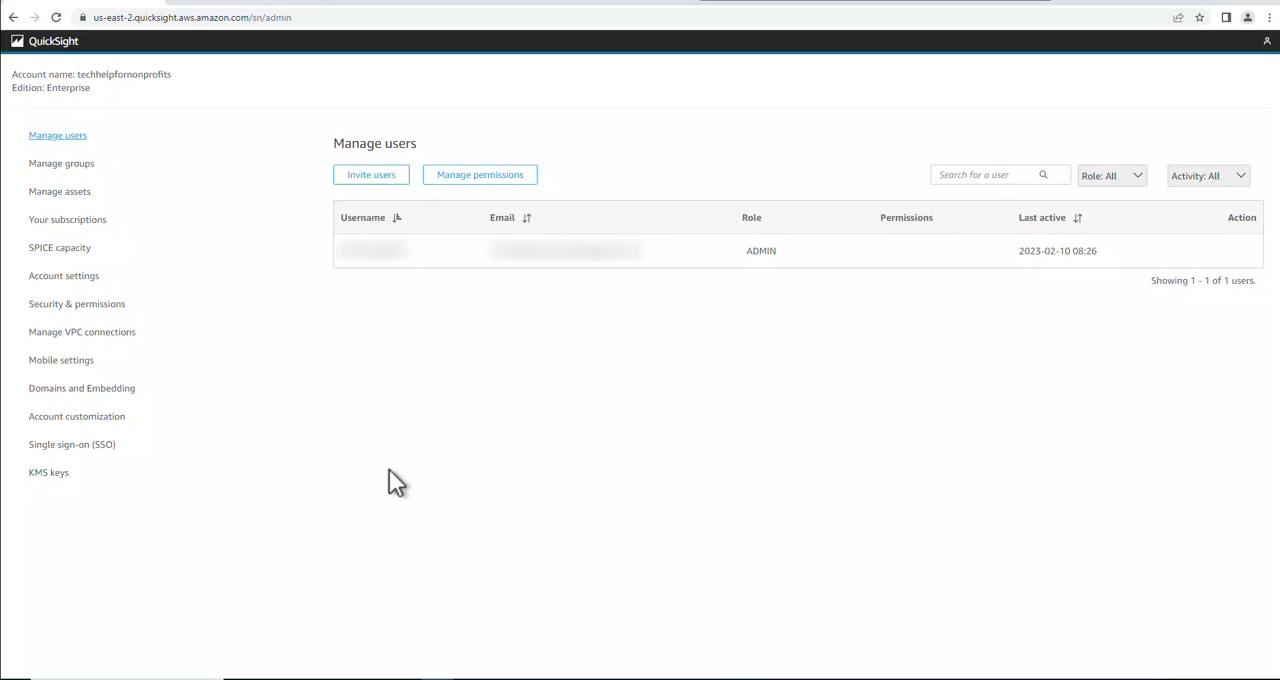 us-east-2.quicksight.aws.amazon.com/sn/admin
QuickSight
Account name: techhelpfornonprofits
Edition: Enterprise
Manage users
Manage groups
Manage assets
Your subscriptions
SPICE capacity
Account settings
Security & permissions
Manage VPC connections
Mobile settings
Domains and Embedding
Account customization
Single sign-on (SSO)
KMS keys
Manage users
Invite users Manage permissions Search for a user Role: All Activity: All
Username Email Role Permissions Last active Action
ADMIN 2023-02-10 08:26
Showing 1 - 1 of 1 users.